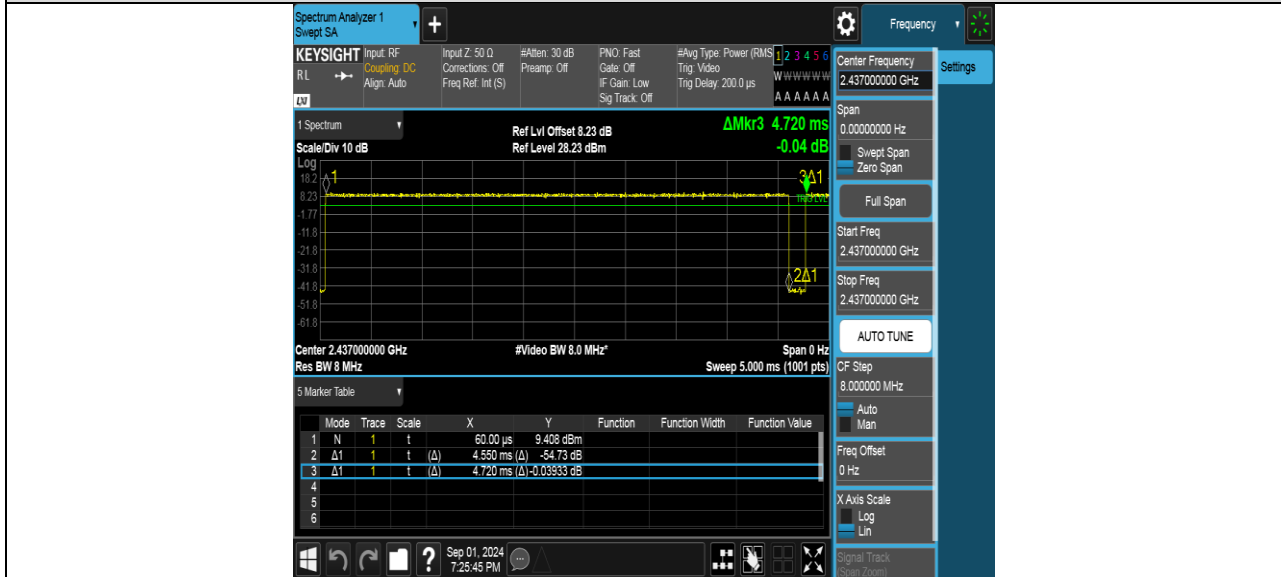 Spectrum Analyzer 1
Swept SA
+
Frequency
KEYSIGHT Input: RF Input Z: 50 Ω #Atten: 30 dB PNO: Fast #Avg Type: Power (RMS 1 2 3 4 5 6
RL Coupling: DC Corrections: Off Preamp: Off Gate: Off Trig: Video W W W W W W
Align: Auto Freq Ref: Int (S) IF Gain: Low Trig Delay: 200.0 µs
LXI Sig Track: Off A A A A A A
Center Frequency
2.437000000 GHz
Settings
1 Spectrum
Ref Lvl Offset 8.23 dB
ΔMkr3 4.720 ms
Scale/Div 10 dB Ref Level 28.23 dBm -0.04 dB
Log
18.2
8.23
-1.77
-11.8
-21.8
-31.8
-41.8
-51.8
-61.8
1
3Δ1
TRIG LVL
2Δ1
Center 2.437000000 GHz #Video BW 8.0 MHz* Span 0 Hz
Res BW 8 MHz Sweep 5.000 ms (1001 pts)
5 Marker Table
Mode Trace Scale X Y Function Function Width Function Value
1 N 1 t 60.00 µs 9.408 dBm
2 Δ1 1 t (Δ) 4.550 ms (Δ) -54.73 dB
3 Δ1 1 t (Δ) 4.720 ms (Δ) -0.03933 dB
4
5
6
Span
0.00000000 Hz
Swept Span
Zero Span
Full Span
Start Freq
2.437000000 GHz
Stop Freq
2.437000000 GHz
AUTO TUNE
CF Step
8.000000 MHz
Auto
Man
Freq Offset
0 Hz
X Axis Scale
Log
Lin
Signal Track
(Span Zoom)
?
Sep 01, 2024
7:25:45 PM